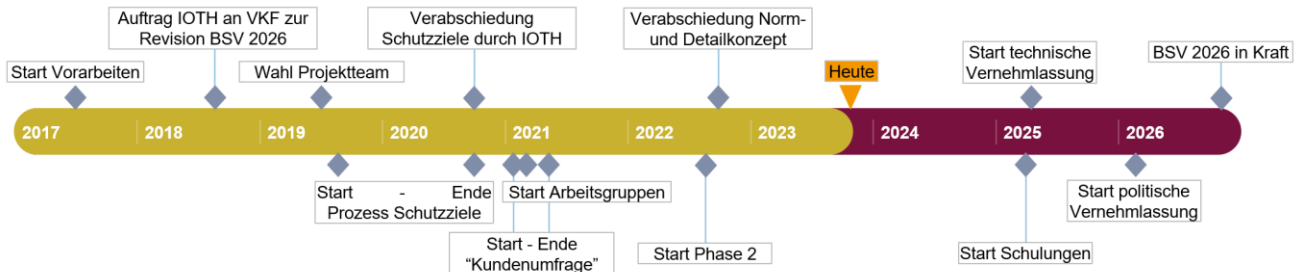 Auftrag IOTH an VKF zur
Revision BSV 2026
Verabschiedung
Schutzziele durch IOTH
Verabschiedung Norm-
und Detailkonzept
Start technische
Vernehmlassung
BSV 2026 in Kraft
Start Vorarbeiten
Wahl Projektteam
Heute
2017
2018
2019
2020
2021
2022
2023
2024
2025
2026
Start - Ende
Prozess Schutzziele
Start Arbeitsgruppen
Start politische
Vernehmlassung
Start - Ende
“Kundenumfrage”
Start Phase 2
Start Schulungen